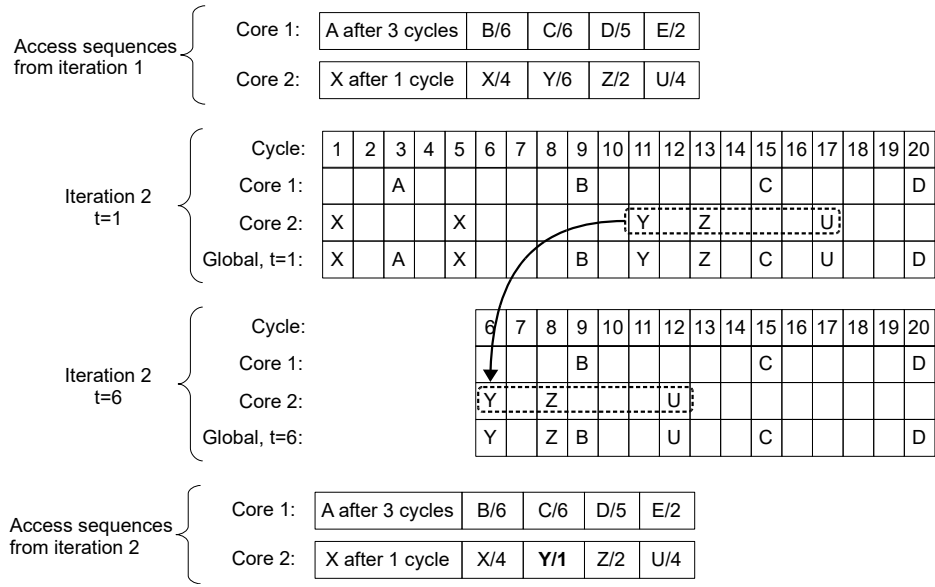 Access sequences
from iteration 1
Core 1: A after 3 cycles B/6 C/6 D/5 E/2
Core 2: X after 1 cycle X/4 Y/6 Z/2 U/4
Iteration 2
t=1
Cycle: 1 2 3 4 5 6 7 8 9 10 11 12 13 14 15 16 17 18 19 20
Core 1: A B C D
Core 2: X X Y Z U
Global, t=1: X A X B Y Z C U D
Iteration 2
t=6
Cycle: 6 7 8 9 10 11 12 13 14 15 16 17 18 19 20
Core 1: B C D
Core 2: Y Z U
Global, t=6: Y Z B U C D
Access sequences
from iteration 2
Core 1: A after 3 cycles B/6 C/6 D/5 E/2
Core 2: X after 1 cycle X/4 Y/1 Z/2 U/4